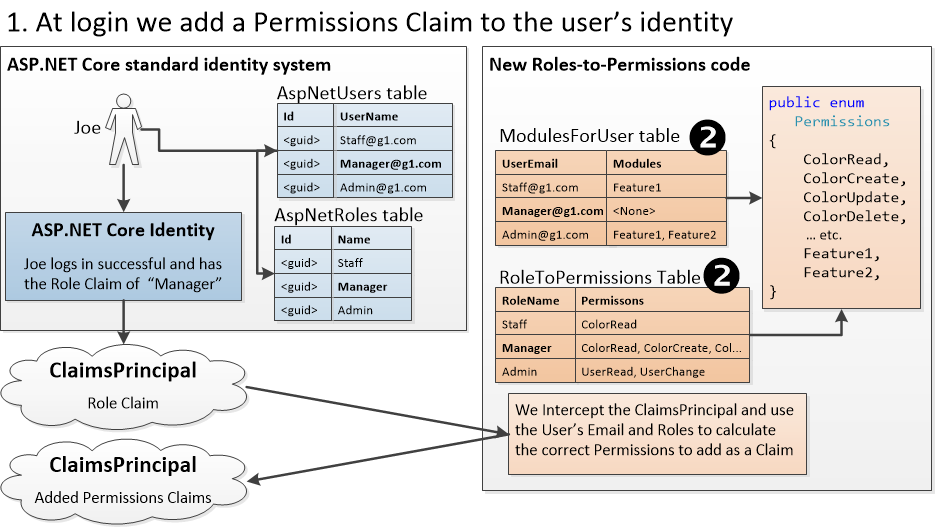 1. At login we add a Permissions Claim to the user's identity
ASP.NET Core standard identity system
Joe
AspNetUsers table
Id UserName
<guid> Staff@g1.com
<guid> Manager@g1.com
<guid> Admin@g1.com
AspNetRoles table
Id Name
<guid> Staff
<guid> Manager
<guid> Admin
ASP.NET Core Identity
Joe logs in successful and has
the Role Claim of "Manager"
ClaimsPrincipal
Role Claim
ClaimsPrincipal
Added Permissions Claims
New Roles-to-Permissions code
ModulesForUser table 2
UserEmail Modules
Staff@g1.com Feature1
Manager@g1.com <None>
Admin@g1.com Feature1, Feature2
RoleToPermissions Table 2
RoleName Permissons
Staff ColorRead
Manager ColorRead, ColorCreate, Col...
Admin UserRead, UserChange
public enum
Permissions
{
ColorRead,
ColorCreate,
ColorUpdate,
ColorDelete,
... etc.
Feature1,
Feature2,
}
We Intercept the ClaimsPrincipal and use
the User's Email and Roles to calculate
the correct Permissions to add as a Claim